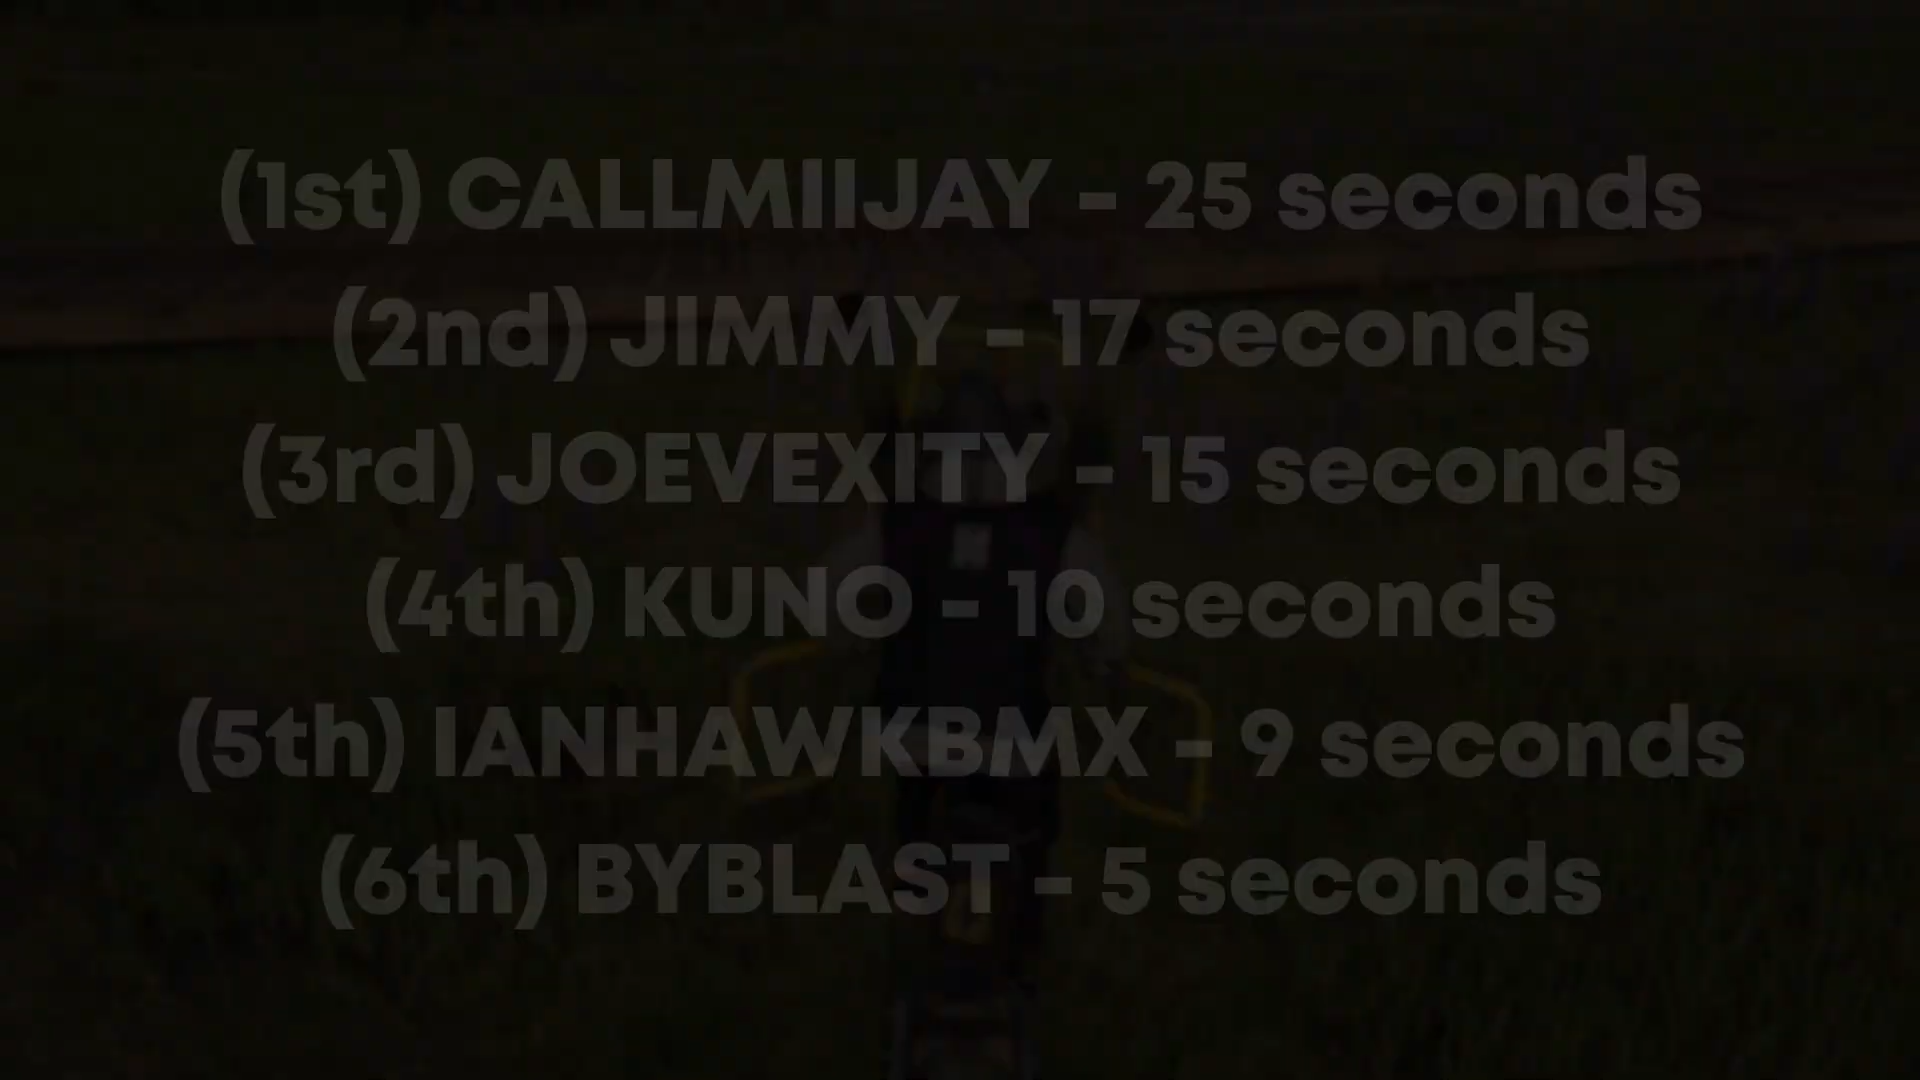 (1st) CALLMIIJAY - 25 seconds
(2nd) JIMMY - 17 seconds
(3rd) JOEVEXITY - 15 seconds
(4th) KUNO - 10 seconds
(5th) IANHAWKBMX - 9 seconds
(6th) BYBLAST - 5 seconds